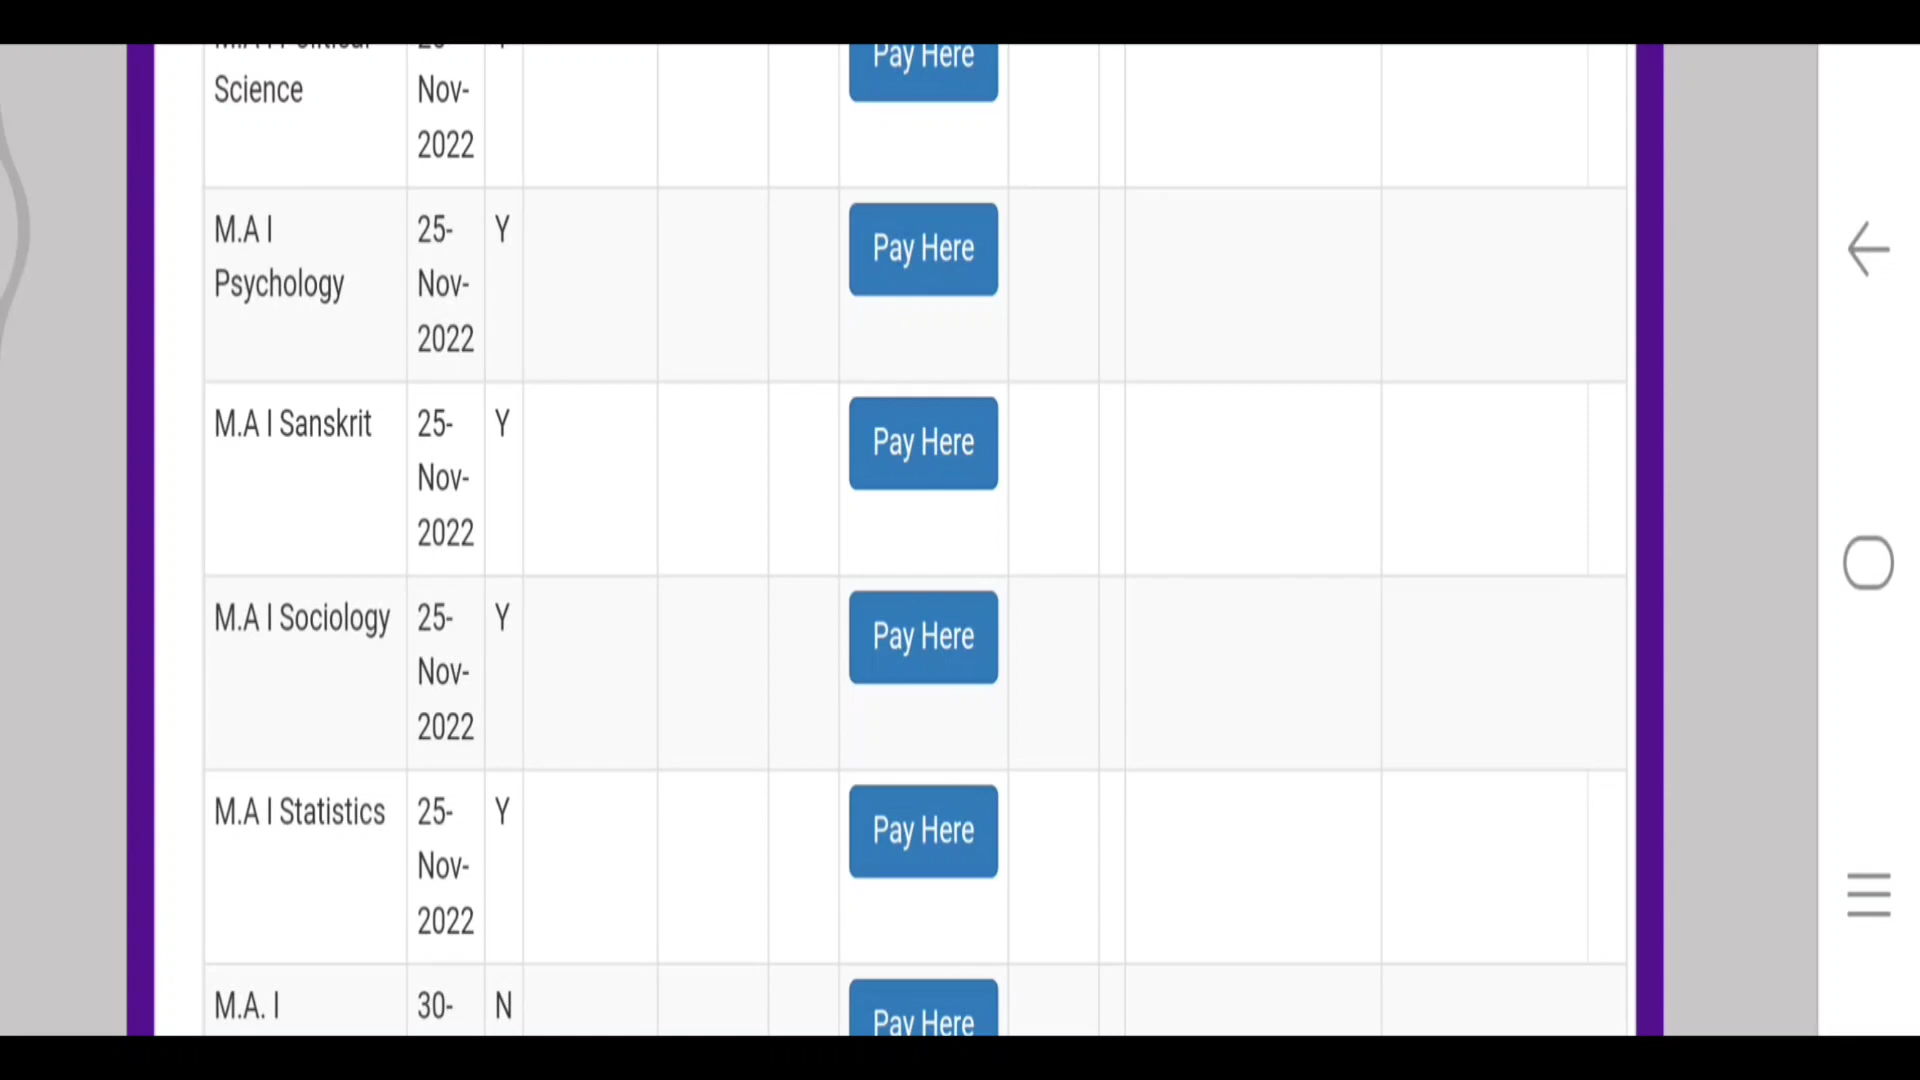 Pay Here
Science
Nov-
2022
M.A I
Psychology
25-
Nov-
2022
Y
Pay Here
M.A I Sanskrit
25-
Nov-
2022
Y
Pay Here
M.A I Sociology
25-
Nov-
2022
Y
Pay Here
M.A I Statistics
25-
Nov-
2022
Y
Pay Here
M.A. I
30-
N
Pay Here